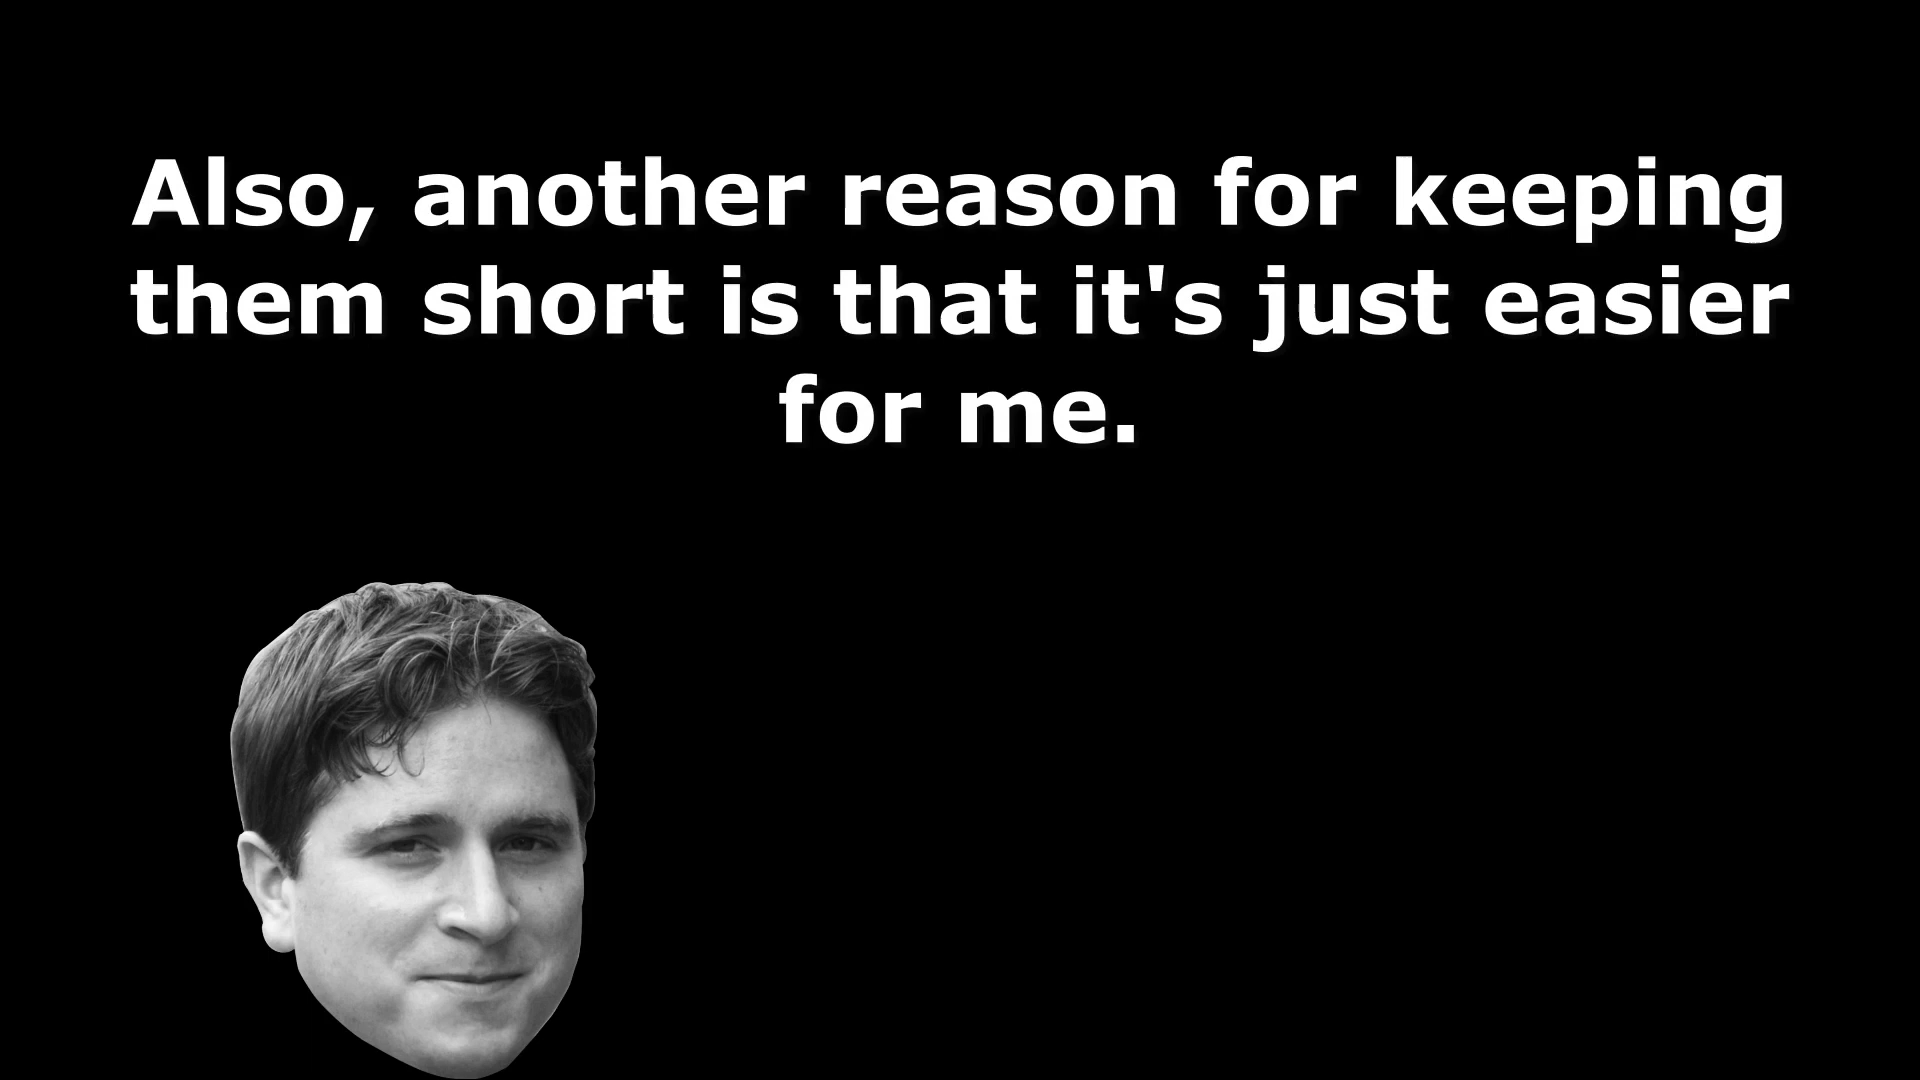 Also, another reason for keeping
them short is that it's just easier
for me.